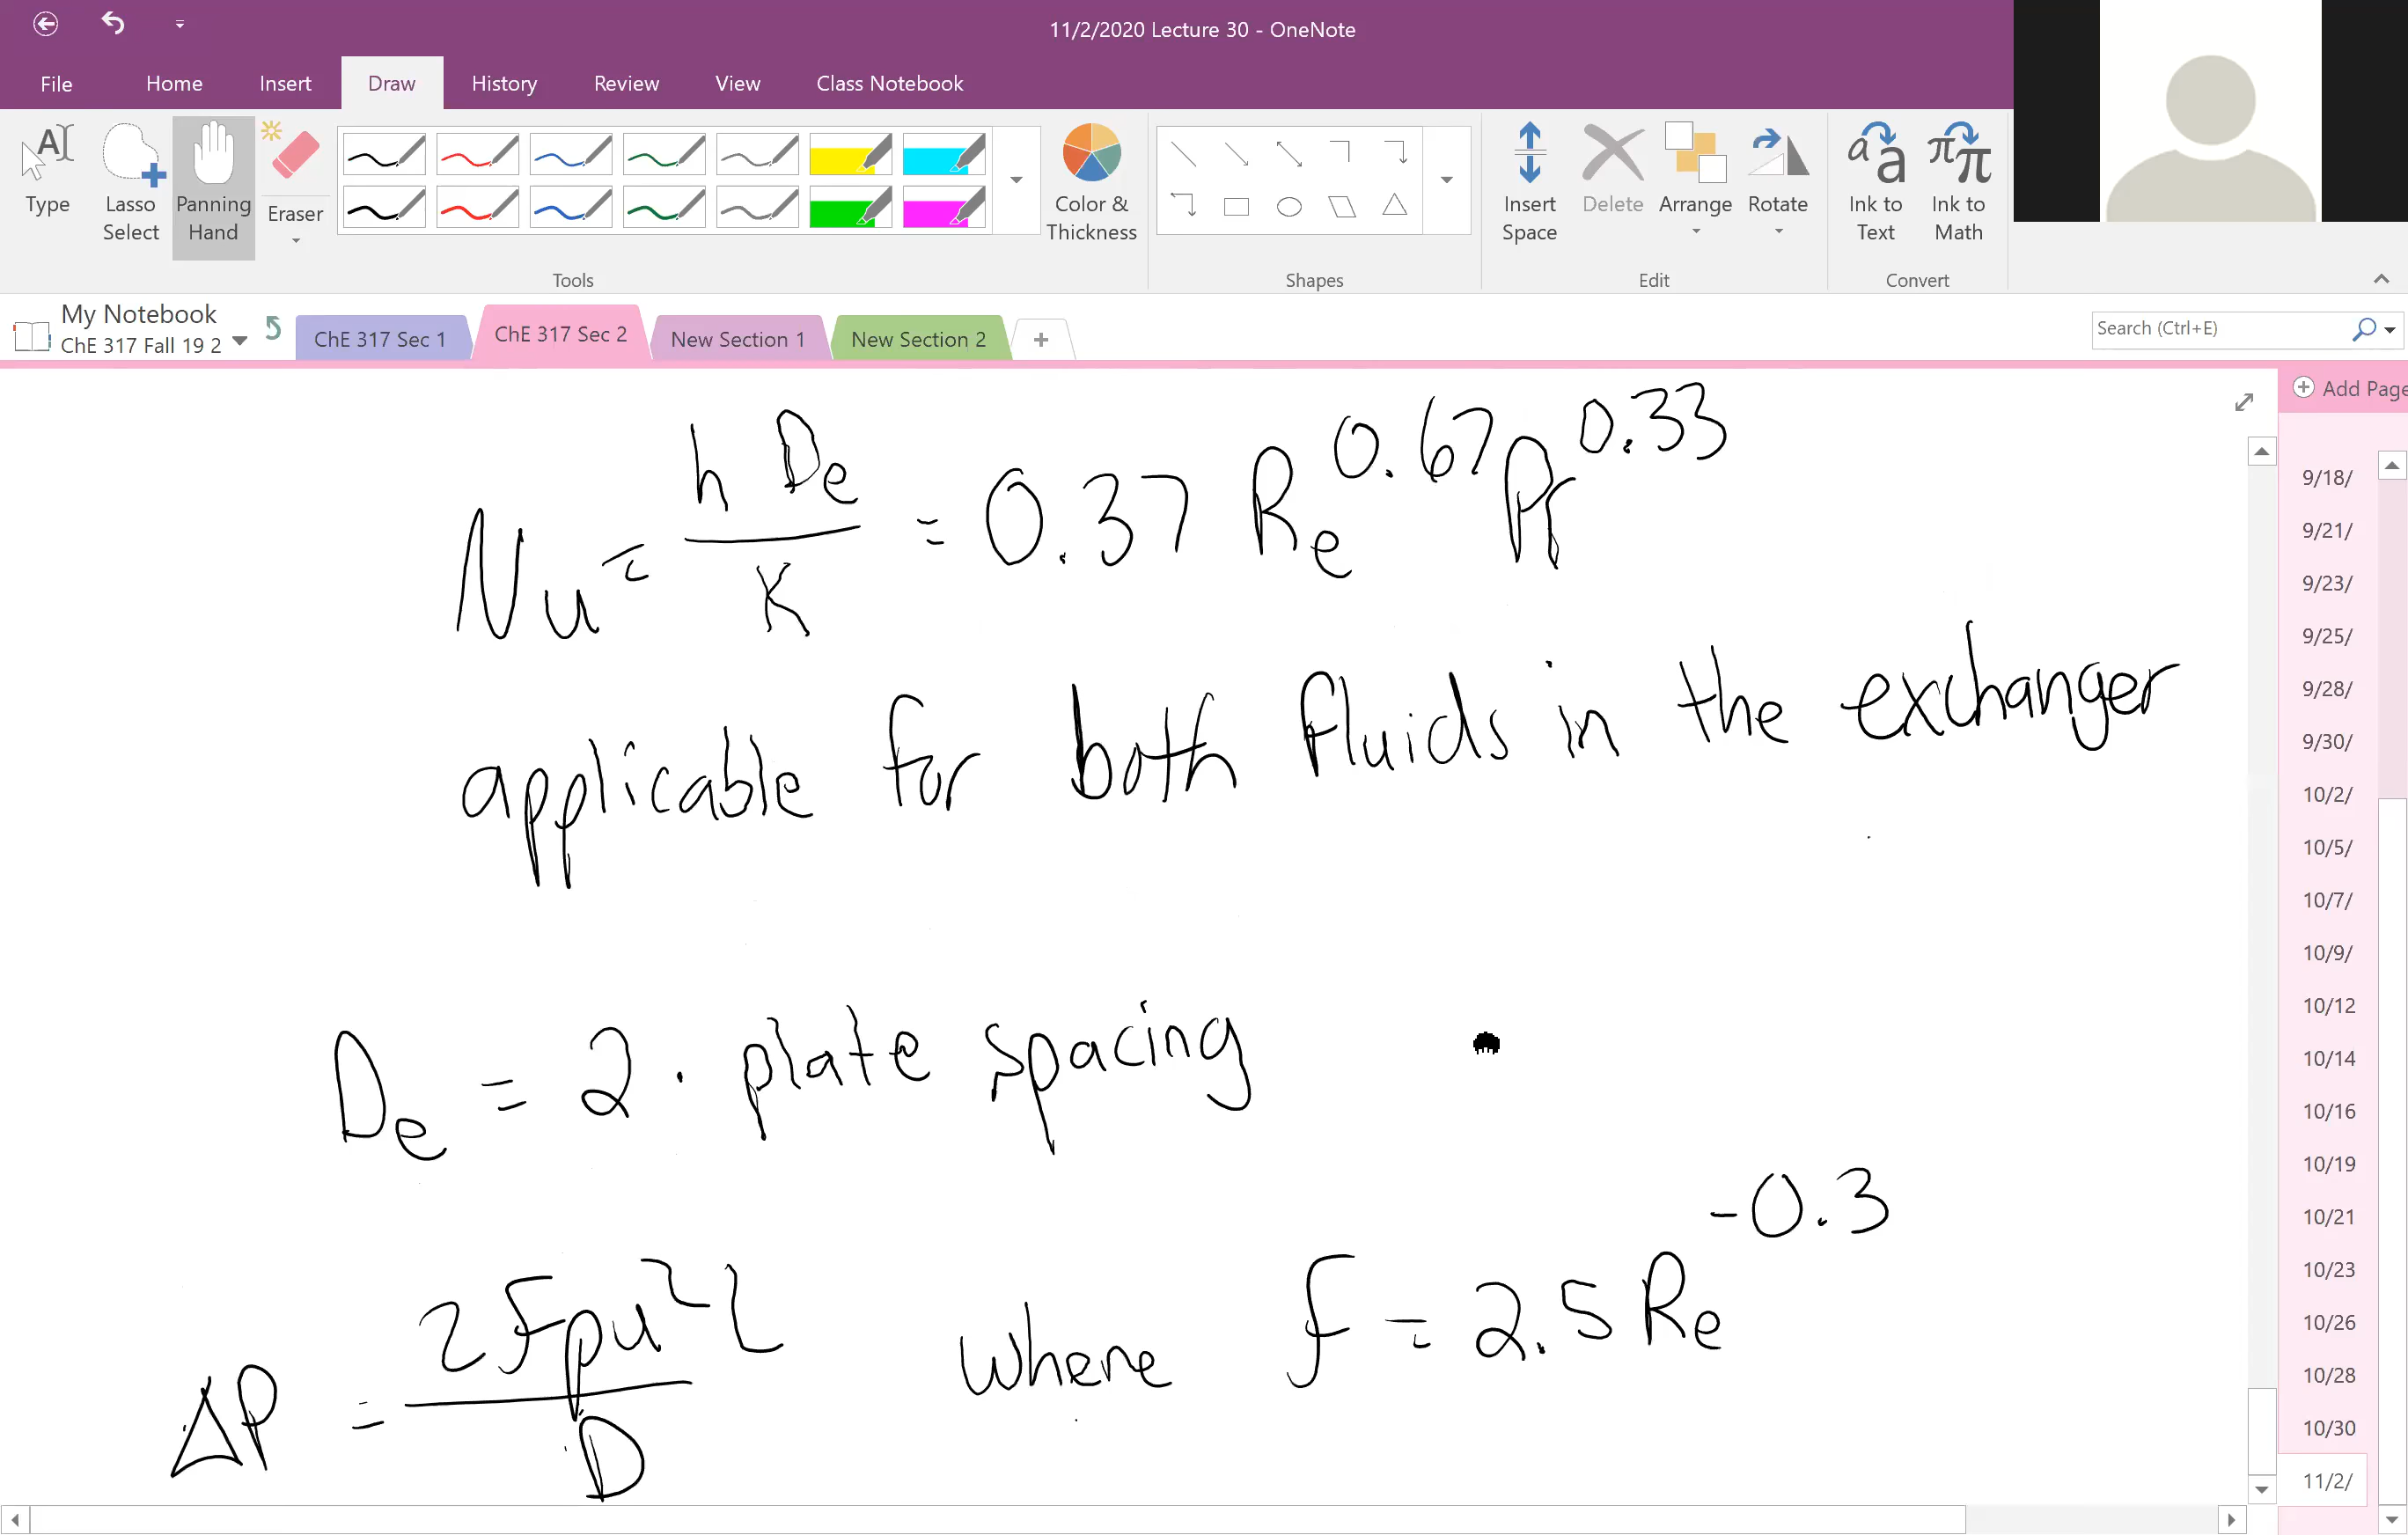 11/2/2020 Lecture 30 - OneNote
File Home Insert Draw History Review View Class Notebook
Type
Lasso Select
Panning Hand
Eraser
Color & Thickness
Insert Space
Delete
Arrange
Rotate
Ink to Text
Ink to Math
Tools Shapes Edit Convert
My Notebook
ChE 317 Fall 19 2
ChE 317 Sec 1 ChE 317 Sec 2 New Section 1 New Section 2 +
Search (Ctrl+E)
Add Page
Nu = h De / K = 0.37 Re^0.67 Pr^0.33
applicable for both fluids in the exchanger
De = 2 · plate spacing
ΔP = 2fρu²L / D where f = 2.5 Re^-0.3
9/18/
9/21/
9/23/
9/25/
9/28/
9/30/
10/2/
10/5/
10/7/
10/9/
10/12
10/14
10/16
10/19
10/21
10/23
10/26
10/28
10/30
11/2/